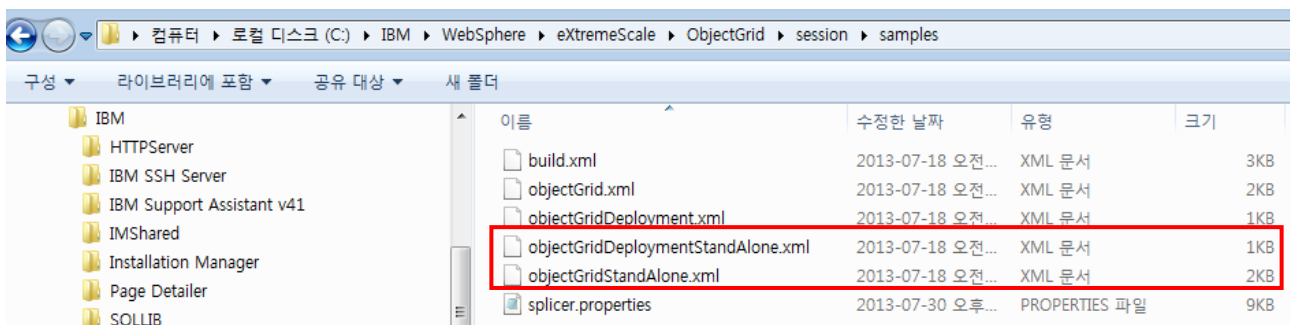 컴퓨터 ▸ 로컬 디스크 (C:) ▸ IBM ▸ WebSphere ▸ eXtremeScale ▸ ObjectGrid ▸ session ▸ samples
구성 ▼ 라이브러리에 포함 ▼ 공유 대상 ▼ 새 폴더
IBM
HTTPServer
IBM SSH Server
IBM Support Assistant v41
IMShared
Installation Manager
Page Detailer
SQLLIB
이름 수정한 날짜 유형 크기
build.xml 2013-07-18 오전... XML 문서 3KB
objectGrid.xml 2013-07-18 오전... XML 문서 2KB
objectGridDeployment.xml 2013-07-18 오전... XML 문서 1KB
objectGridDeploymentStandAlone.xml 2013-07-18 오전... XML 문서 1KB
objectGridStandAlone.xml 2013-07-18 오전... XML 문서 2KB
splicer.properties 2013-07-30 오후... PROPERTIES 파일 9KB